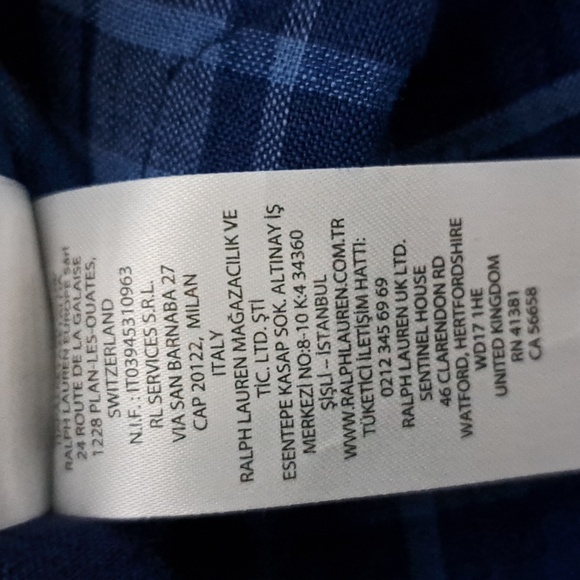 RALPH LAUREN EUROPE Sàrl
24 ROUTE DE LA GALAISE
1228 PLAN-LES-OUATES,
SWITZERLAND
N.I.F. : IT03945310963
RL SERVICES S.R.L.
VIA SAN BARNABA 27
CAP 20122, MILAN
ITALY
RALPH LAUREN MAĞAZACILIK VE
TİC. LTD. ŞTİ
ESENTEPE KASAP SOK. ALTINAY İŞ
MERKEZİ NO:8-10 K:4 34360
ŞİŞLİ – İSTANBUL
WWW.RALPHLAUREN.COM.TR
TÜKETİCİ İLETİŞİM HATTI:
0212 345 69 69
RALPH LAUREN UK LTD.
SENTINEL HOUSE
46 CLARENDON RD
WATFORD, HERTFORDSHIRE
WD17 1HE
UNITED KINGDOM
RN 41381
CA 56658